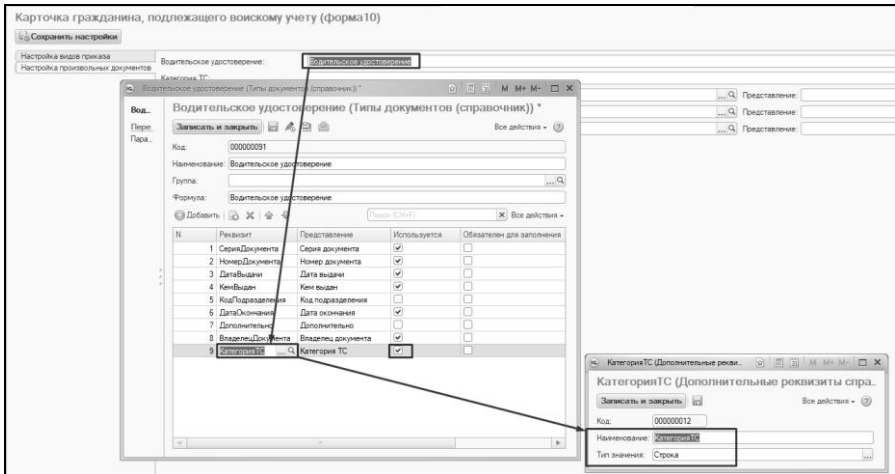 Карточка гражданина, подлежащего воискому учету (форма10)
Сохранить настройки
Настройка видов приказа
Настройка произвольных документов
Водительское удостоверение: Водительское удостоверение
Категория ТС:
Представление:
Представление:
Представление:
Водительское удостоверение (Типы документов (справочник)) * M M+ M-
Вод...
Пере
Пара...
Водительское удостоверение (Типы документов (справочник)) *
Записать и закрыть Все действия
Код: 000000091
Наименование: Водительское удостоверение
Группа:
Формула: Водительское удостоверение
Добавить Поиск (Ctrl+F) Все действия
N Реквизит Представление Используется Обязателен для заполнения
1 СерияДокумента Серия документа
2 НомерДокумента Номер документа
3 ДатаВыдачи Дата выдачи
4 КемВыдан Кем выдан
5 КодПодразделения Код подразделения
6 ДатаОкончания Дата окончания
7 Дополнительно Дополнительно
8 ВладелецДокумента Владелец документа
9 КатегорияТС ... Категория ТС
КатегорияТС (Дополнительные рекви... M M+ M-
КатегорияТС (Дополнительные реквизиты спра...
Записать и закрыть Все действия
Код: 000000012
Наименование: КатегорияТС
Тип значения: Строка ...